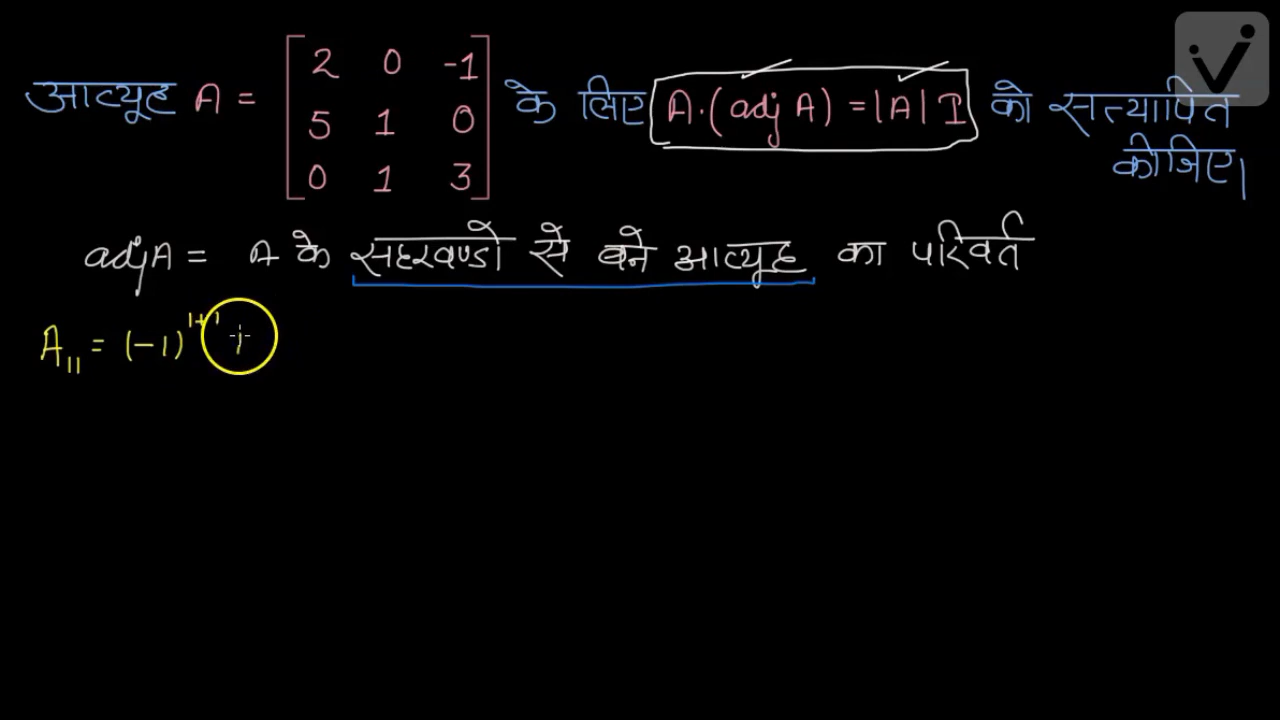 आव्यूह A = [2 0 -1; 5 1 0; 0 1 3] के लिए A·(adj A) = |A| I को सत्यापित कीजिए।
adj A = A के सहखण्डो से बने आव्यूह का परिवर्त
A₁₁ = (-1)¹⁺¹